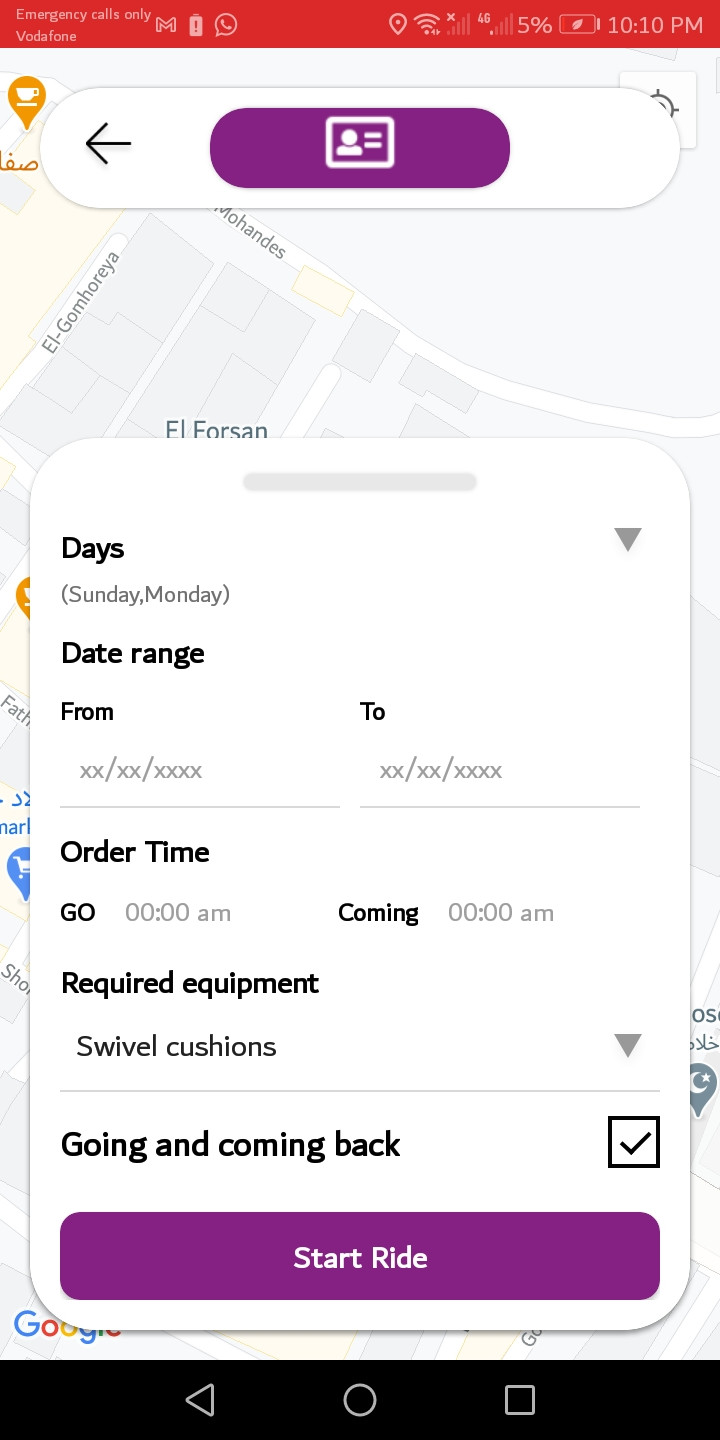 Emergency calls only
Vodafone
4G
5%
10:10 PM
Mohandes
El-Gomhoreya
El Forsan
Days
(Sunday,Monday)
Date range
From
To
xx/xx/xxxx
xx/xx/xxxx
Order Time
GO
00:00 am
Coming
00:00 am
Required equipment
Swivel cushions
Going and coming back
Start Ride
Google